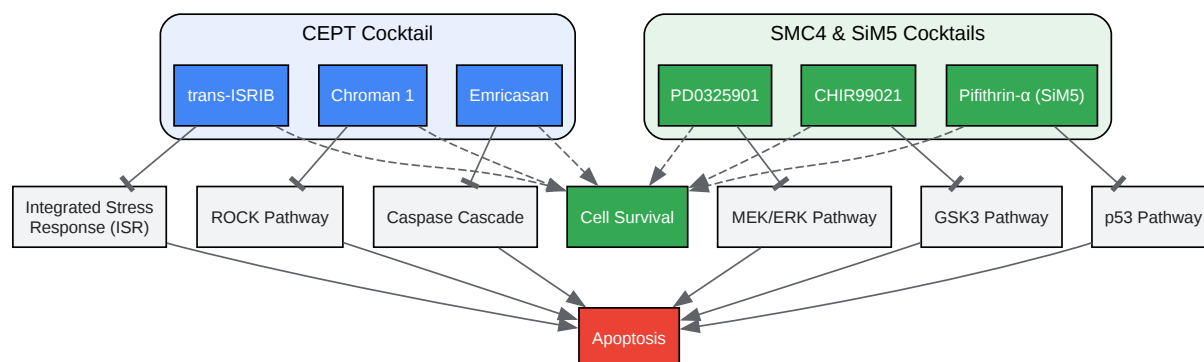 CEPT Cocktail
SMC4 & SiM5 Cocktails
trans-ISRIB
Chroman 1
Emricasan
PD0325901
CHIR99021
Pifithrin-α (SiM5)
Integrated Stress
Response (ISR)
ROCK Pathway
Caspase Cascade
Cell Survival
MEK/ERK Pathway
GSK3 Pathway
p53 Pathway
Apoptosis